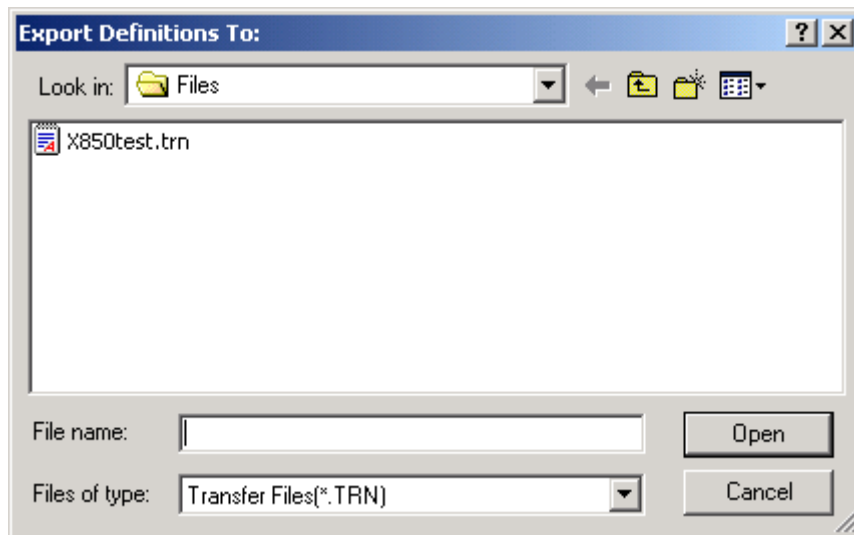 Export Definitions To:
Look in: Files
X850test.trn
File name:
Open
Files of type: Transfer Files(*.TRN)
Cancel